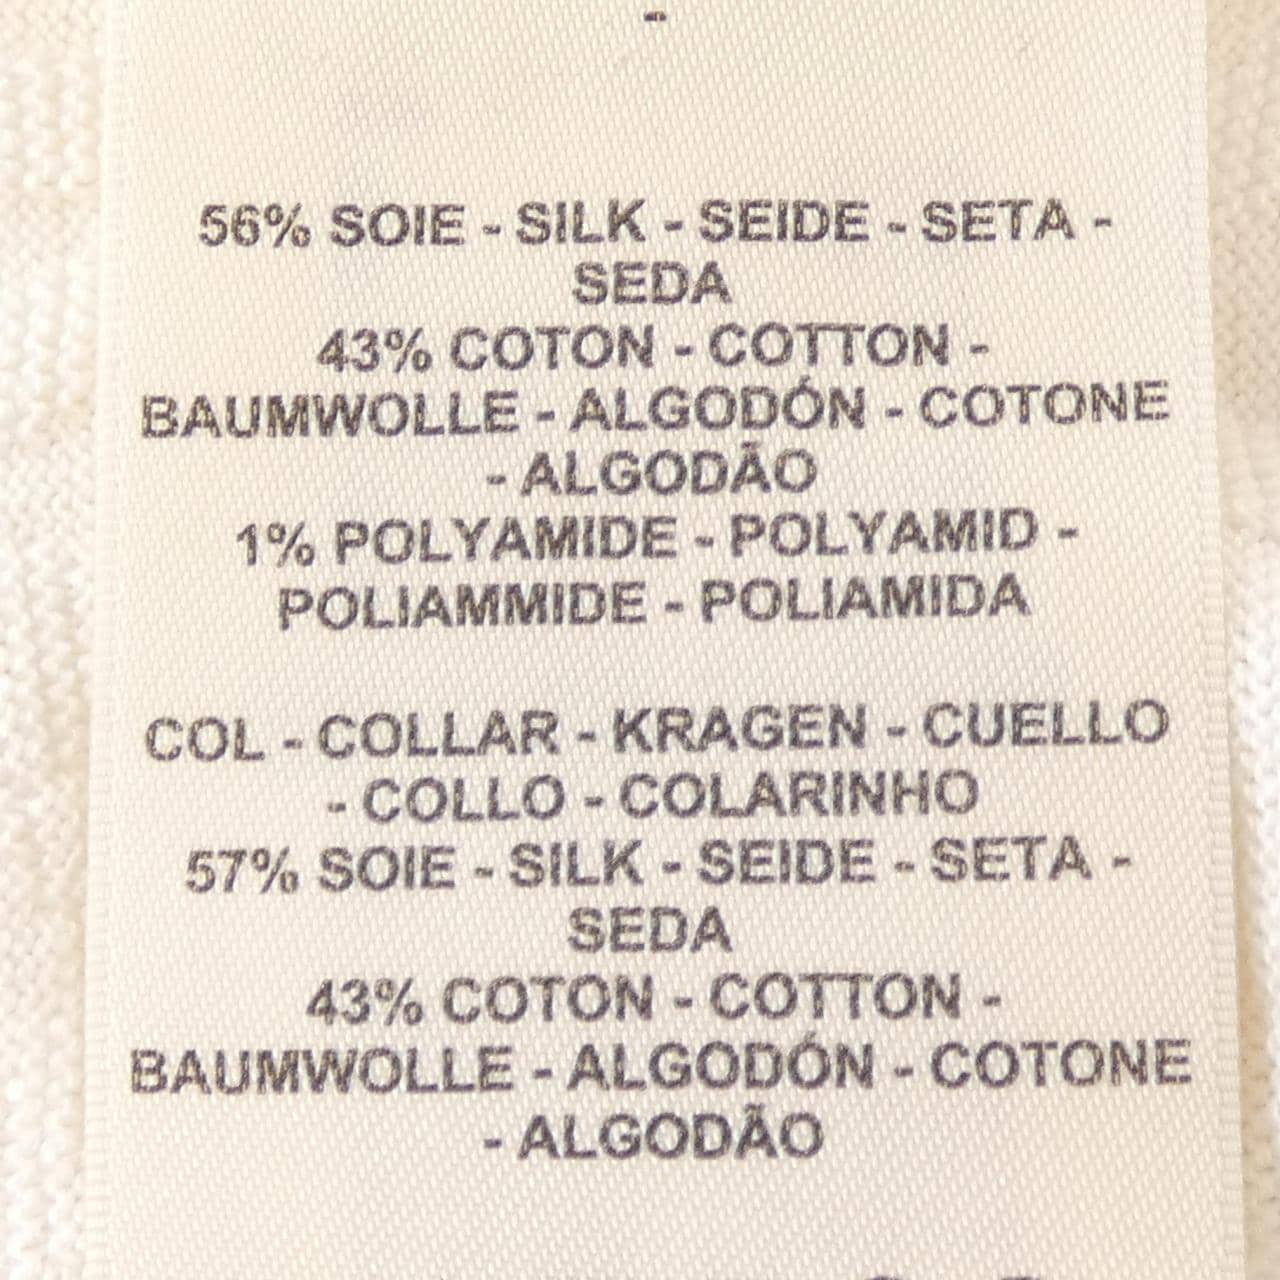 -
56% SOIE - SILK - SEIDE - SETA -
SEDA
43% COTON - COTTON -
BAUMWOLLE - ALGODÓN - COTONE
- ALGODÃO
1% POLYAMIDE - POLYAMID -
POLIAMMIDE - POLIAMIDA
COL - COLLAR - KRAGEN - CUELLO
- COLLO - COLARINHO
57% SOIE - SILK - SEIDE - SETA -
SEDA
43% COTON - COTTON -
BAUMWOLLE - ALGODÓN - COTONE
- ALGODÃO